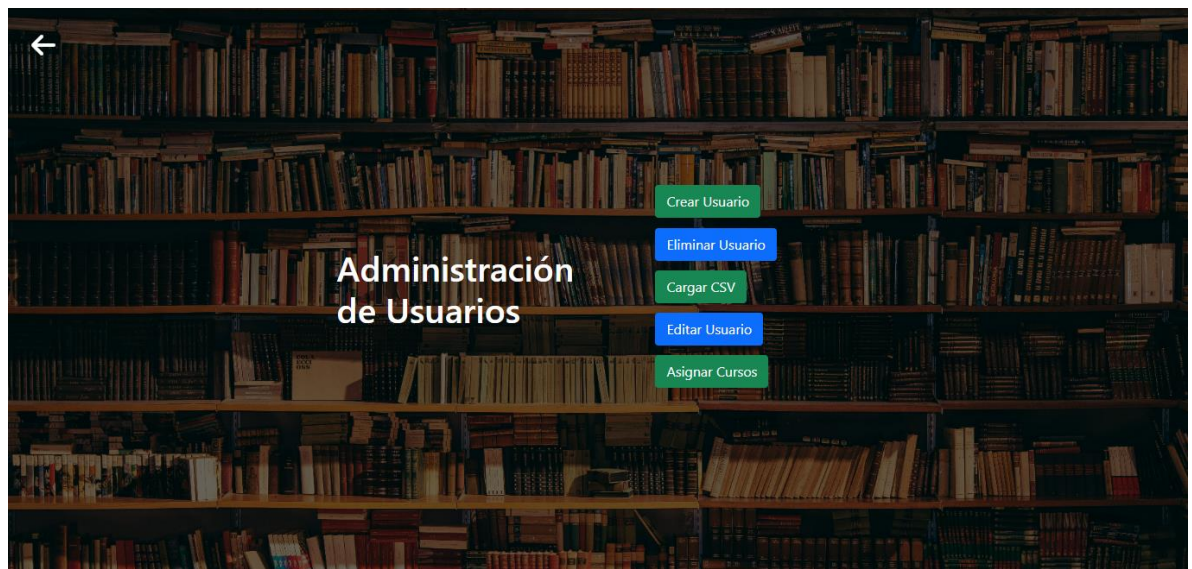 Administración
de Usuarios
Crear Usuario
Eliminar Usuario
Cargar CSV
Editar Usuario
Asignar Cursos